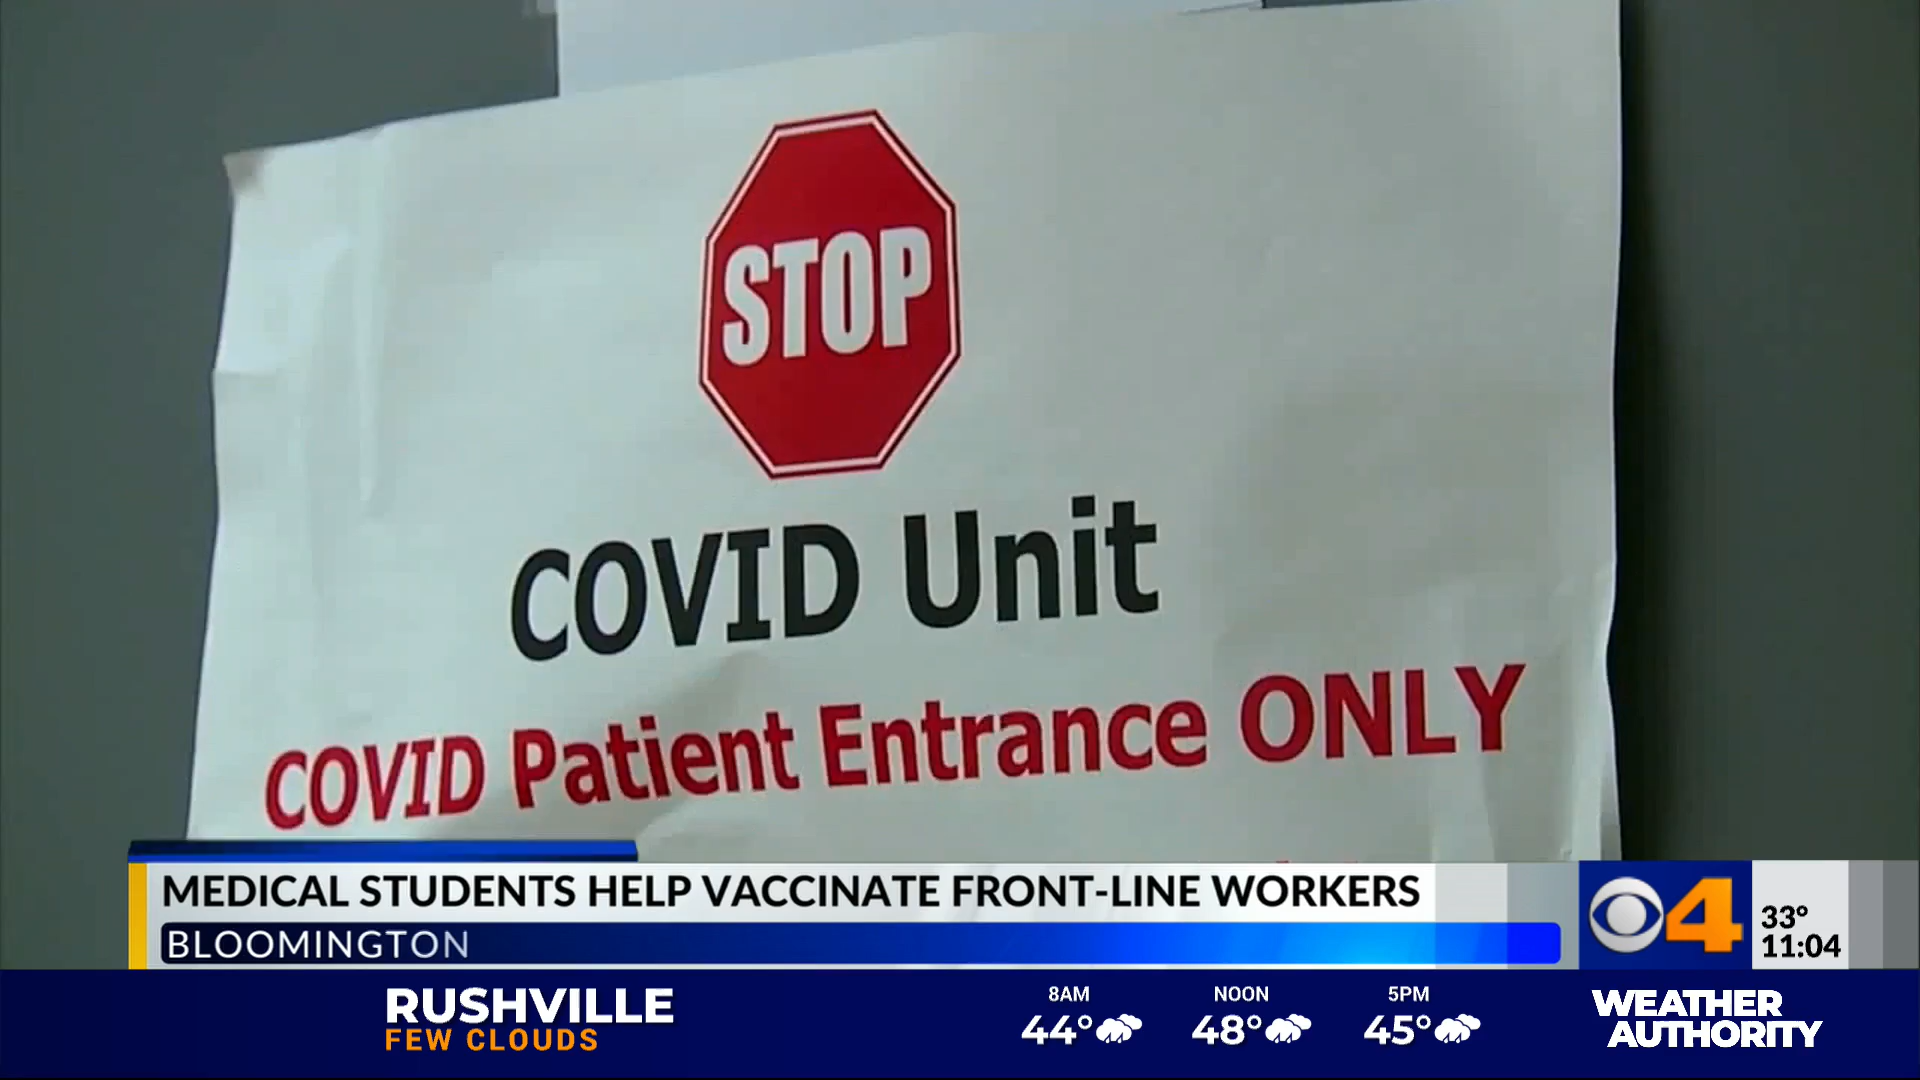 STOP
COVID Unit
COVID Patient Entrance ONLY
MEDICAL STUDENTS HELP VACCINATE FRONT-LINE WORKERS
BLOOMINGTON
4
33°
11:04
RUSHVILLE
FEW CLOUDS
8AM NOON 5PM
44° 48° 45°
WEATHER
AUTHORITY